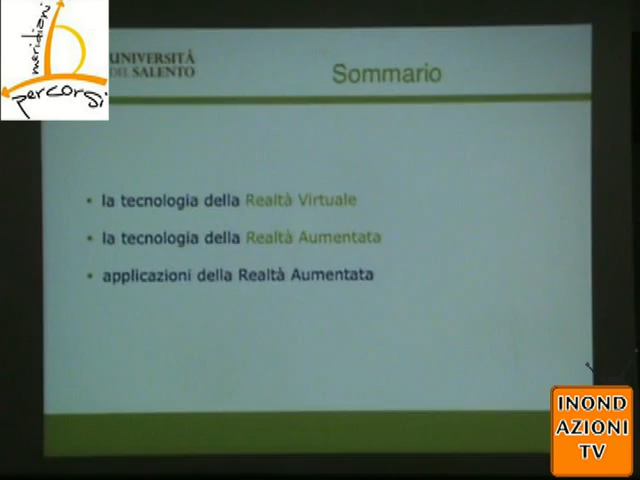 meridiani
percorsi
UNIVERSITÀ
DEL SALENTO
Sommario
• la tecnologia della Realtà Virtuale
• la tecnologia della Realtà Aumentata
• applicazioni della Realtà Aumentata
INOND
AZIONI
TV